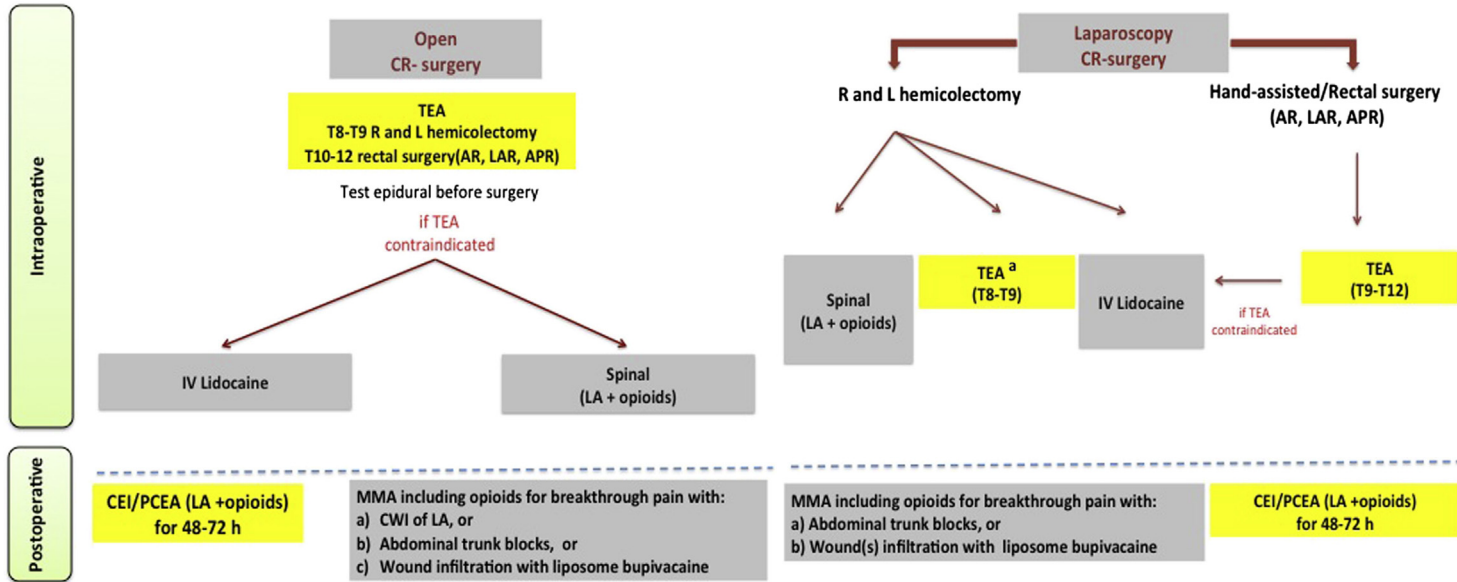 Intraoperative
Open
CR- surgery
TEA
T8-T9 R and L hemicolectomy
T10-12 rectal surgery(AR, LAR, APR)
Test epidural before surgery
if TEA
contraindicated
IV Lidocaine
Spinal
(LA + opioids)
Laparoscopy
CR-surgery
R and L hemicolectomy
Hand-assisted/Rectal surgery
(AR, LAR, APR)
Spinal
(LA + opioids)
TEA a
(T8-T9)
IV Lidocaine
if TEA
contraindicated
TEA
(T9-T12)
Postoperative
CEI/PCEA (LA +opioids)
for 48-72 h
MMA including opioids for breakthrough pain with:
a) CWI of LA, or
b) Abdominal trunk blocks, or
c) Wound infiltration with liposome bupivacaine
MMA including opioids for breakthrough pain with:
a) Abdominal trunk blocks, or
b) Wound(s) infiltration with liposome bupivacaine
CEI/PCEA (LA +opioids)
for 48-72 h